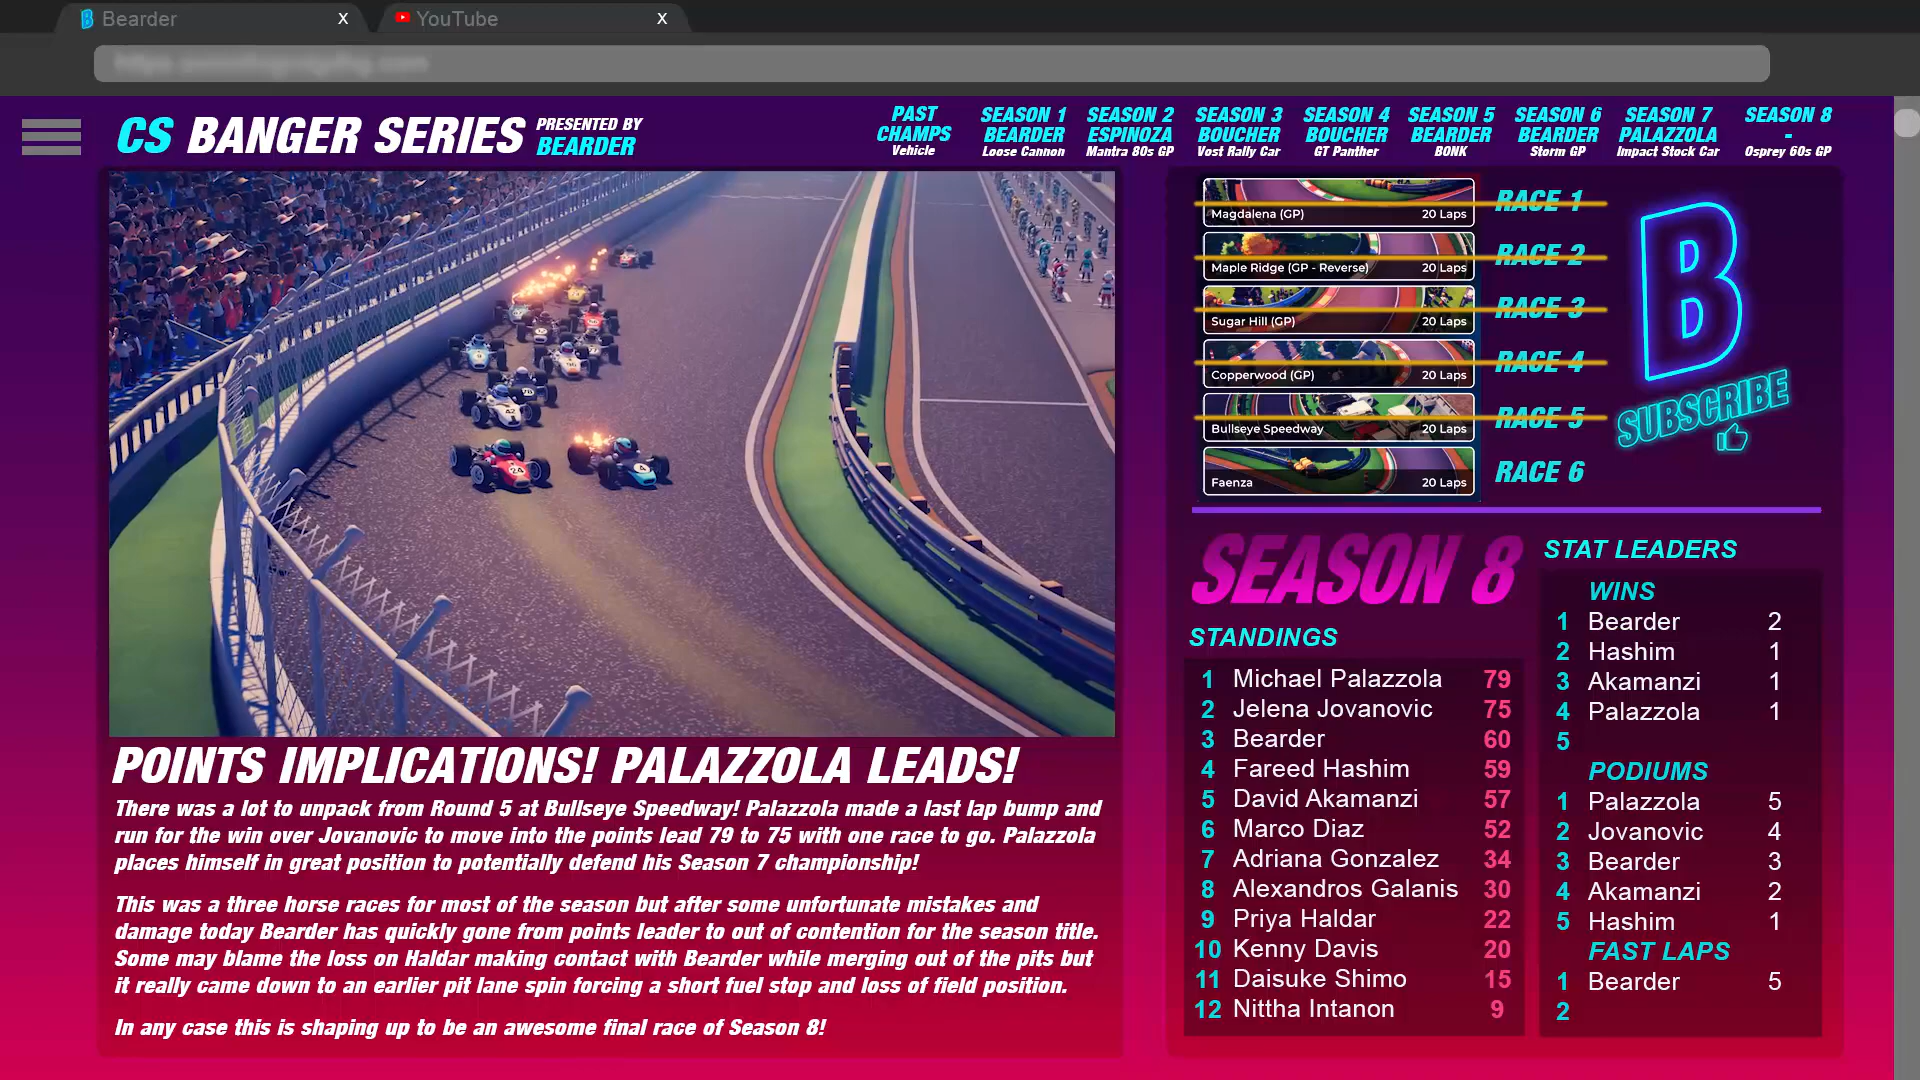 Bearder x
YouTube x
CS BANGER SERIES
PRESENTED BY
BEARDER
PAST
CHAMPS
Vehicle
SEASON 1
BEARDER
Loose Cannon
SEASON 2
ESPINOZA
Mantra 80s GP
SEASON 3
BOUCHER
Vost Rally Car
SEASON 4
BOUCHER
GT Panther
SEASON 5
BEARDER
BONK
SEASON 6
BEARDER
Storm GP
SEASON 7
PALAZZOLA
Impact Stock Car
SEASON 8
-
Osprey 60s GP
24
4
42
POINTS IMPLICATIONS! PALAZZOLA LEADS!
There was a lot to unpack from Round 5 at Bullseye Speedway! Palazzola made a last lap bump and
run for the win over Jovanovic to move into the points lead 79 to 75 with one race to go. Palazzola
places himself in great position to potentially defend his Season 7 championship!
This was a three horse races for most of the season but after some unfortunate mistakes and
damage today Bearder has quickly gone from points leader to out of contention for the season title.
Some may blame the loss on Haldar making contact with Bearder while merging out of the pits but
it really came down to an earlier pit lane spin forcing a short fuel stop and loss of field position.
In any case this is shaping up to be an awesome final race of Season 8!
Magdalena (GP) 20 Laps RACE 1
Maple Ridge (GP - Reverse) 20 Laps RACE 2
Sugar Hill (GP) 20 Laps RACE 3
Copperwood (GP) 20 Laps RACE 4
Bullseye Speedway 20 Laps RACE 5
Faenza 20 Laps RACE 6
B
SUBSCRIBE
SEASON 8
STANDINGS
1 Michael Palazzola 79
2 Jelena Jovanovic 75
3 Bearder 60
4 Fareed Hashim 59
5 David Akamanzi 57
6 Marco Diaz 52
7 Adriana Gonzalez 34
8 Alexandros Galanis 30
9 Priya Haldar 22
10 Kenny Davis 20
11 Daisuke Shimo 15
12 Nittha Intanon 9
STAT LEADERS
WINS
1 Bearder 2
2 Hashim 1
3 Akamanzi 1
4 Palazzola 1
5
PODIUMS
1 Palazzola 5
2 Jovanovic 4
3 Bearder 3
4 Akamanzi 2
5 Hashim 1
FAST LAPS
1 Bearder 5
2